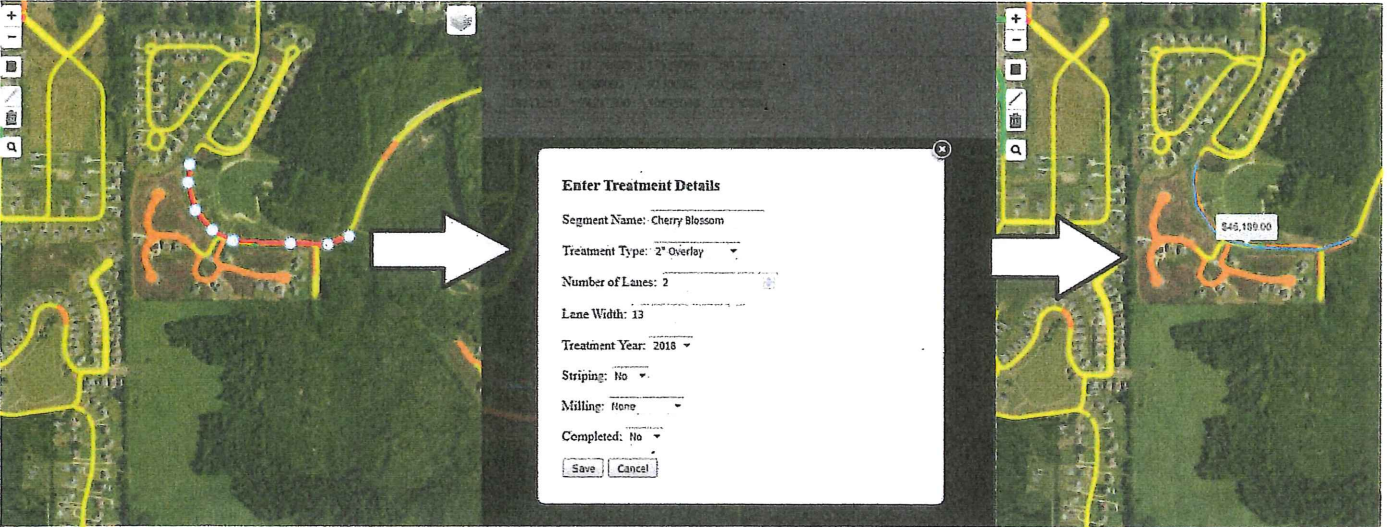 Enter Treatment Details
Segment Name: Cherry Blossom
Treatment Type: 2" Overlay
Number of Lanes: 2
Lane Width: 13
Treatment Year: 2018
Striping: No
Milling: None
Completed: No
Save Cancel
$46,189.00